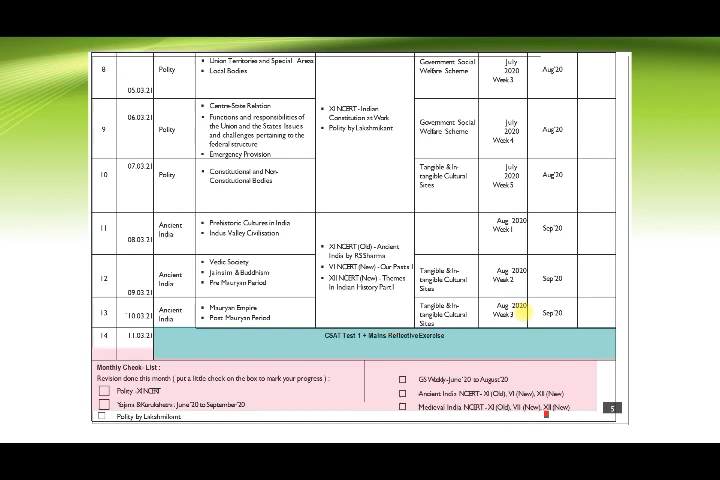 8
05.03.21
Polity
▪ Union Territories and Special Areas
▪ Local Bodies
▪ XI NCERT - Indian Constitution at Work
▪ Polity by Lakshmikant
Government Social
Welfare Scheme
July
2020
Week 3
Aug'20
9
06.03.21
Polity
▪ Centre-State Relation
▪ Functions and responsibilities of
the Union and the States Issues
and challenges pertaining to the
federal structure
▪ Emergency Provision
Government Social
Welfare Scheme
July
2020
Week 4
Aug'20
10
07.03.21
Polity
▪ Constitutional and Non-
Constitutional Bodies
Tangible & In-
tangible Cultural
Sites
July
2020
Week 5
Aug'20
11
08.03.21
Ancient
India
▪ Prehistoric Cultures in India
▪ Indus Valley Civilisation
▪ XI NCERT (Old) - Ancient
India by RS Sharma
▪ VI NCERT (New) - Our Pasts I
▪ XII NCERT (New) - Themes
In Indian History Part I
Aug 2020
Week 1
Sep'20
12
09.03.21
Ancient
India
▪ Vedic Society
▪ Jainsim & Buddhism
▪ Pre Mauryan Period
Tangible & In-
tangible Cultural
Sites
Aug 2020
Week 2
Sep'20
13
10.03.21
Ancient
India
▪ Mauryan Empire
▪ Post Mauryan Period
Tangible & In-
tangible Cultural
Sites
Aug 2020
Week 3
Sep'20
14
11.03.21
CSAT Test 1 + Mains Reflective Exercise
Monthly Check- List :
Revision done this month ( put a little check on the box to mark your progress ) :
Polity - XI NCERT
Yojana & Kurukshetra : June'20 to September'20
Polity by Lakshmikant
GS Weekly - June'20 to August'20
Ancient India NCERT - XI (Old), VI (New), XII (New)
Medieval India NCERT - XI (Old), VII (New), XII (New)
5